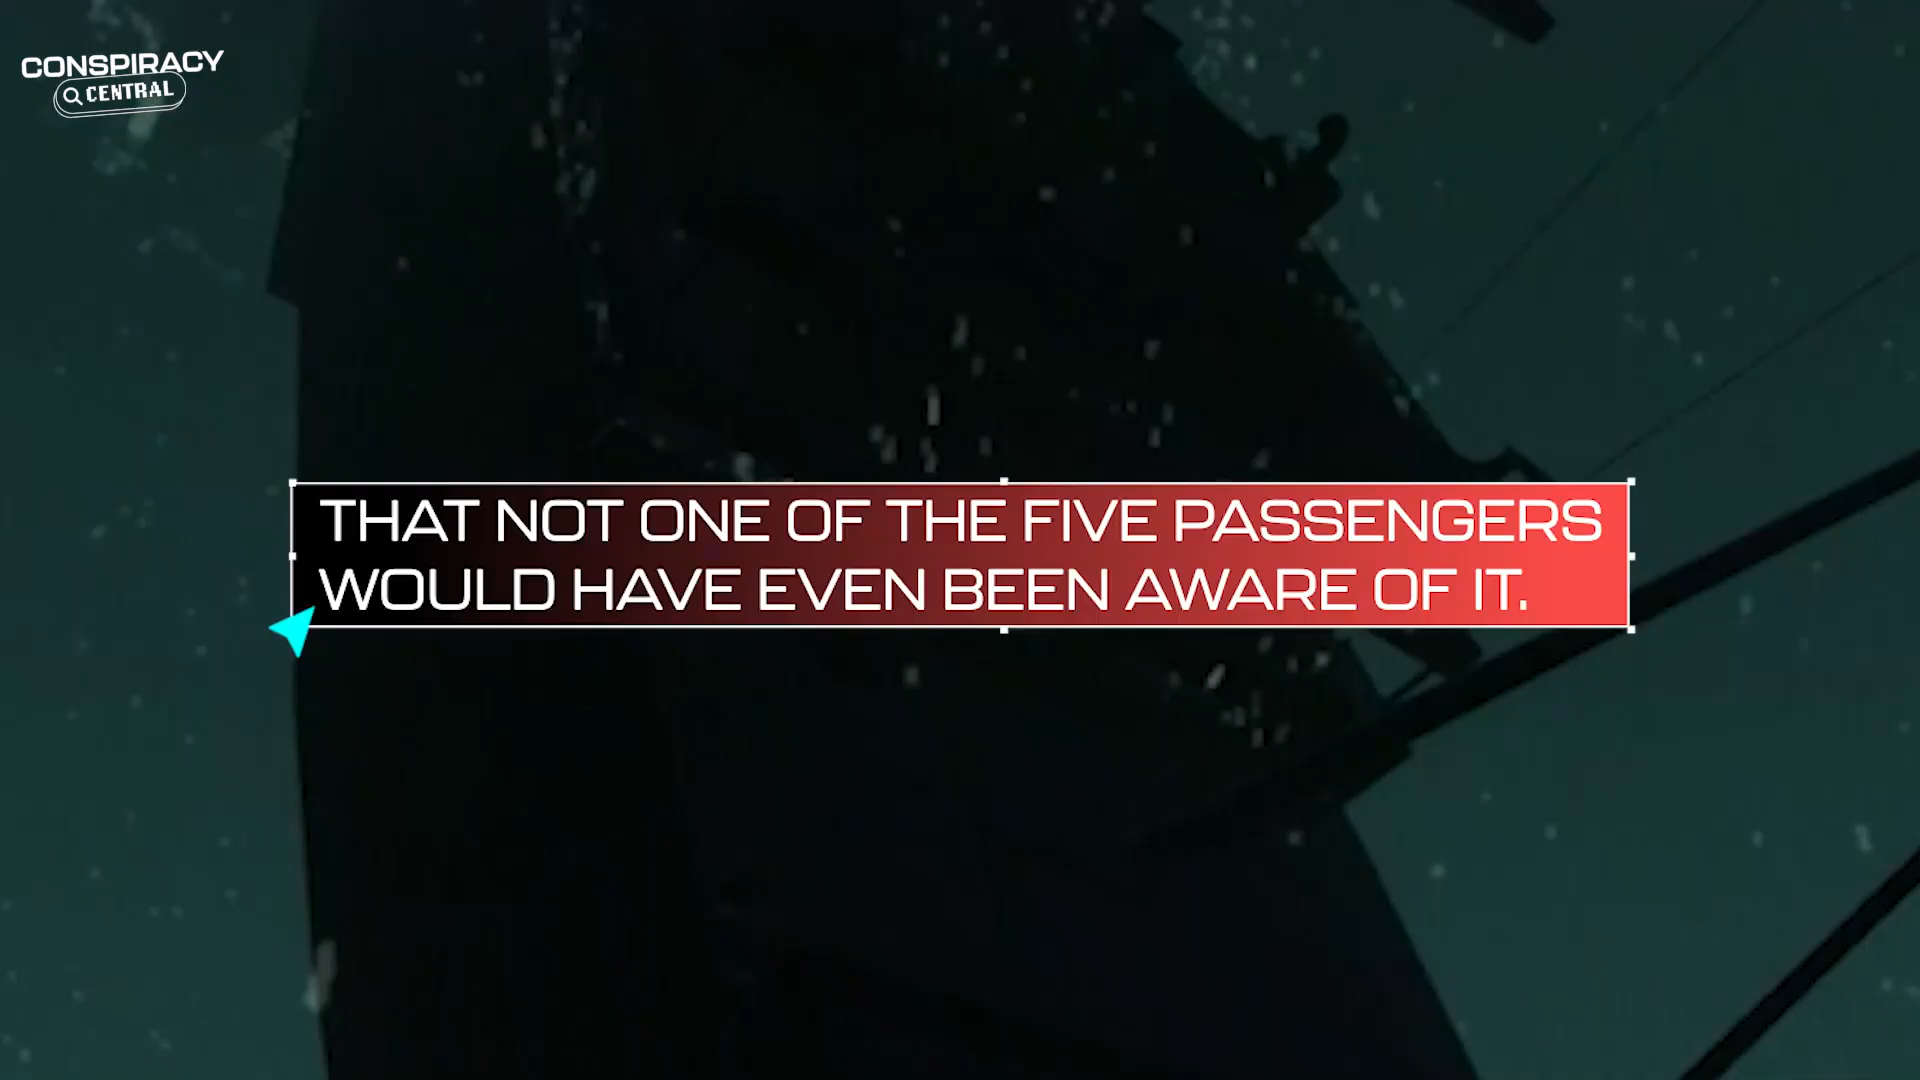 CONSPIRACY
CENTRAL
THAT NOT ONE OF THE FIVE PASSENGERS
WOULD HAVE EVEN BEEN AWARE OF IT.